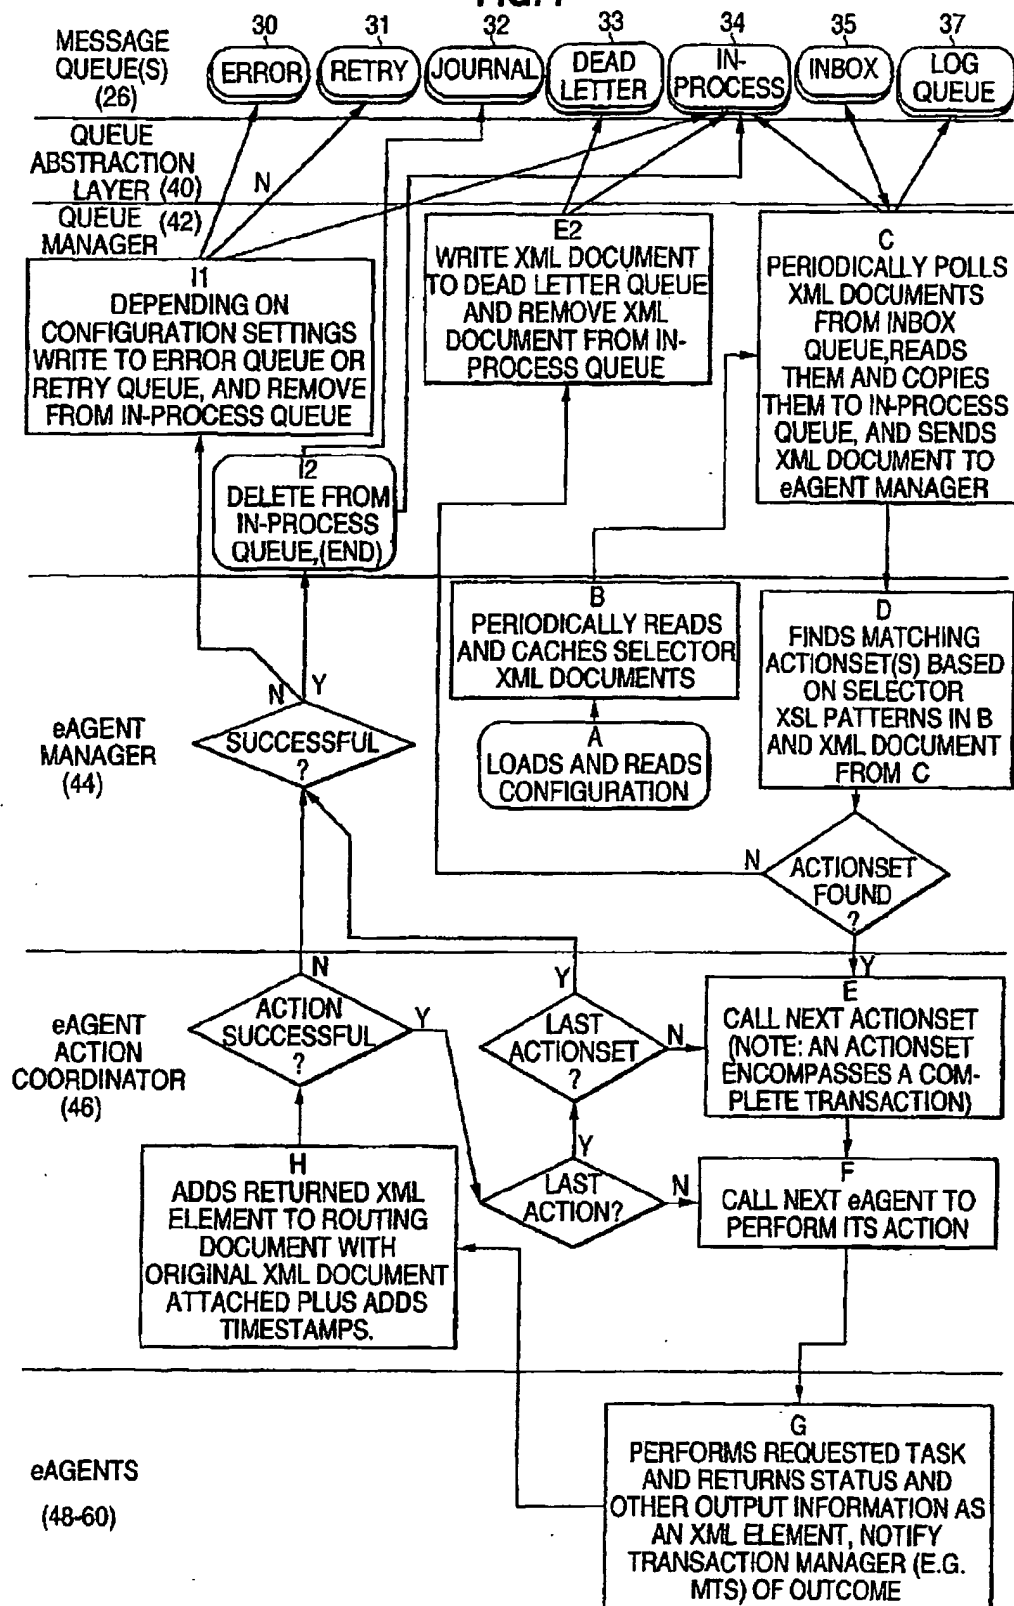 30 31 32 33 34 35 37
MESSAGE
QUEUE(S)
(26)
ERROR
RETRY
JOURNAL
DEAD
LETTER
IN-
PROCESS
INBOX
LOG
QUEUE
QUEUE
ABSTRACTION
LAYER (40)
N
QUEUE (42)
MANAGER
I1
DEPENDING ON
CONFIGURATION SETTINGS
WRITE TO ERROR QUEUE OR
RETRY QUEUE, AND REMOVE
FROM IN-PROCESS QUEUE
E2
WRITE XML DOCUMENT
TO DEAD LETTER QUEUE
AND REMOVE XML
DOCUMENT FROM IN-
PROCESS QUEUE
C
PERIODICALLY POLLS
XML DOCUMENTS
FROM INBOX
QUEUE,READS
THEM AND COPIES
THEM TO IN-PROCESS
QUEUE, AND SENDS
XML DOCUMENT TO
eAGENT MANAGER
I2
DELETE FROM
IN-PROCESS
QUEUE,(END)
eAGENT
MANAGER
(44)
N Y
SUCCESSFUL
?
B
PERIODICALLY READS
AND CACHES SELECTOR
XML DOCUMENTS
A
LOADS AND READS
CONFIGURATION
D
FINDS MATCHING
ACTIONSET(S) BASED
ON SELECTOR
XSL PATTERNS IN B
AND XML DOCUMENT
FROM C
N
ACTIONSET
FOUND
?
Y
eAGENT
ACTION
COORDINATOR
(46)
N
ACTION
SUCCESSFUL
?
Y
Y
LAST
ACTIONSET
?
N
E
CALL NEXT ACTIONSET
(NOTE: AN ACTIONSET
ENCOMPASSES A COM-
PLETE TRANSACTION)
H
ADDS RETURNED XML
ELEMENT TO ROUTING
DOCUMENT WITH
ORIGINAL XML DOCUMENT
ATTACHED PLUS ADDS
TIMESTAMPS.
Y
LAST
ACTION?
N
F
CALL NEXT eAGENT TO
PERFORM ITS ACTION
eAGENTS
(48-60)
G
PERFORMS REQUESTED TASK
AND RETURNS STATUS AND
OTHER OUTPUT INFORMATION AS
AN XML ELEMENT, NOTIFY
TRANSACTION MANAGER (E.G.
MTS) OF OUTCOME